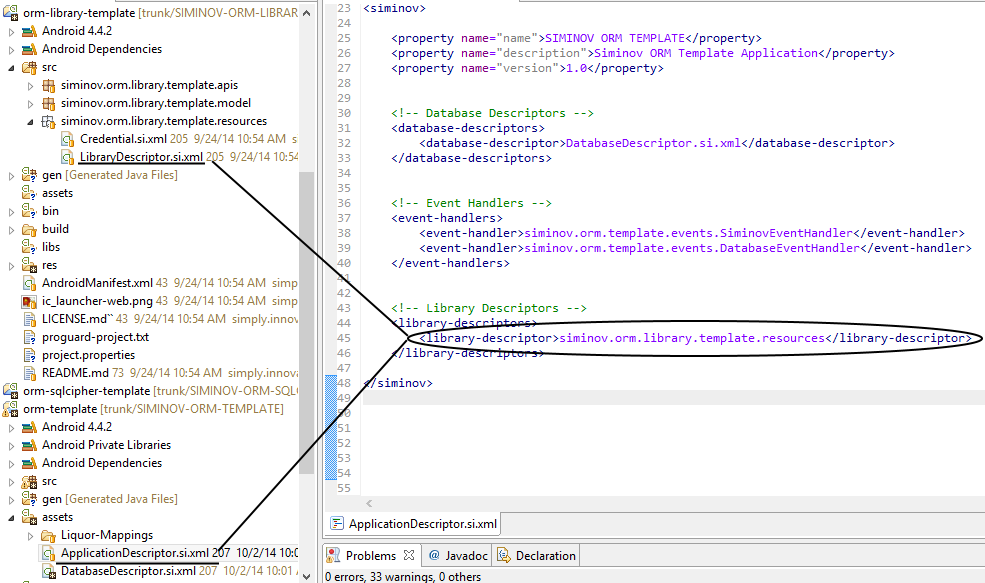 orm-library-template [trunk/SIMINOV-ORM-LIBRAR
Android 4.4.2
Android Dependencies
src
siminov.orm.library.template.apis
siminov.orm.library.template.model
siminov.orm.library.template.resources
Credential.si.xml 205 9/24/14 10:54 AM s
LibraryDescriptor.si.xml 205 9/24/14 10:54
gen [Generated Java Files]
assets
bin
build
libs
res
AndroidManifest.xml 43 9/24/14 10:54 AM simp
ic_launcher-web.png 43 9/24/14 10:54 AM simp
LICENSE.md`` 43 9/24/14 10:54 AM simply.innov
proguard-project.txt
project.properties
README.md 73 9/24/14 10:54 AM simply.innova
orm-sqlcipher-template [trunk/SIMINOV-ORM-SQLC
orm-template [trunk/SIMINOV-ORM-TEMPLATE]
Android 4.4.2
Android Private Libraries
Android Dependencies
src
gen [Generated Java Files]
assets
Liquor-Mappings
ApplicationDescriptor.si.xml 207 10/2/14 10:0
DatabaseDescriptor.si.xml 207 10/2/14 10:01
23 <siminov>
24
25 <property name="name">SIMINOV ORM TEMPLATE</property>
26 <property name="description">Siminov ORM Template Application</property>
27 <property name="version">1.0</property>
28
29
30 <!-- Database Descriptors -->
31 <database-descriptors>
32 <database-descriptor>DatabaseDescriptor.si.xml</database-descriptor>
33 </database-descriptors>
34
35
36 <!-- Event Handlers -->
37 <event-handlers>
38 <event-handler>siminov.orm.template.events.SiminovEventHandler</event-handler>
39 <event-handler>siminov.orm.template.events.DatabaseEventHandler</event-handler>
40 </event-handlers>
41
42
43 <!-- Library Descriptors -->
44 <library-descriptors>
45 <library-descriptor>siminov.orm.library.template.resources</library-descriptor>
46 </library-descriptors>
47
48 </siminov>
49
50
51
52
53
54
55
ApplicationDescriptor.si.xml
Problems @ Javadoc Declaration
0 errors, 33 warnings, 0 others